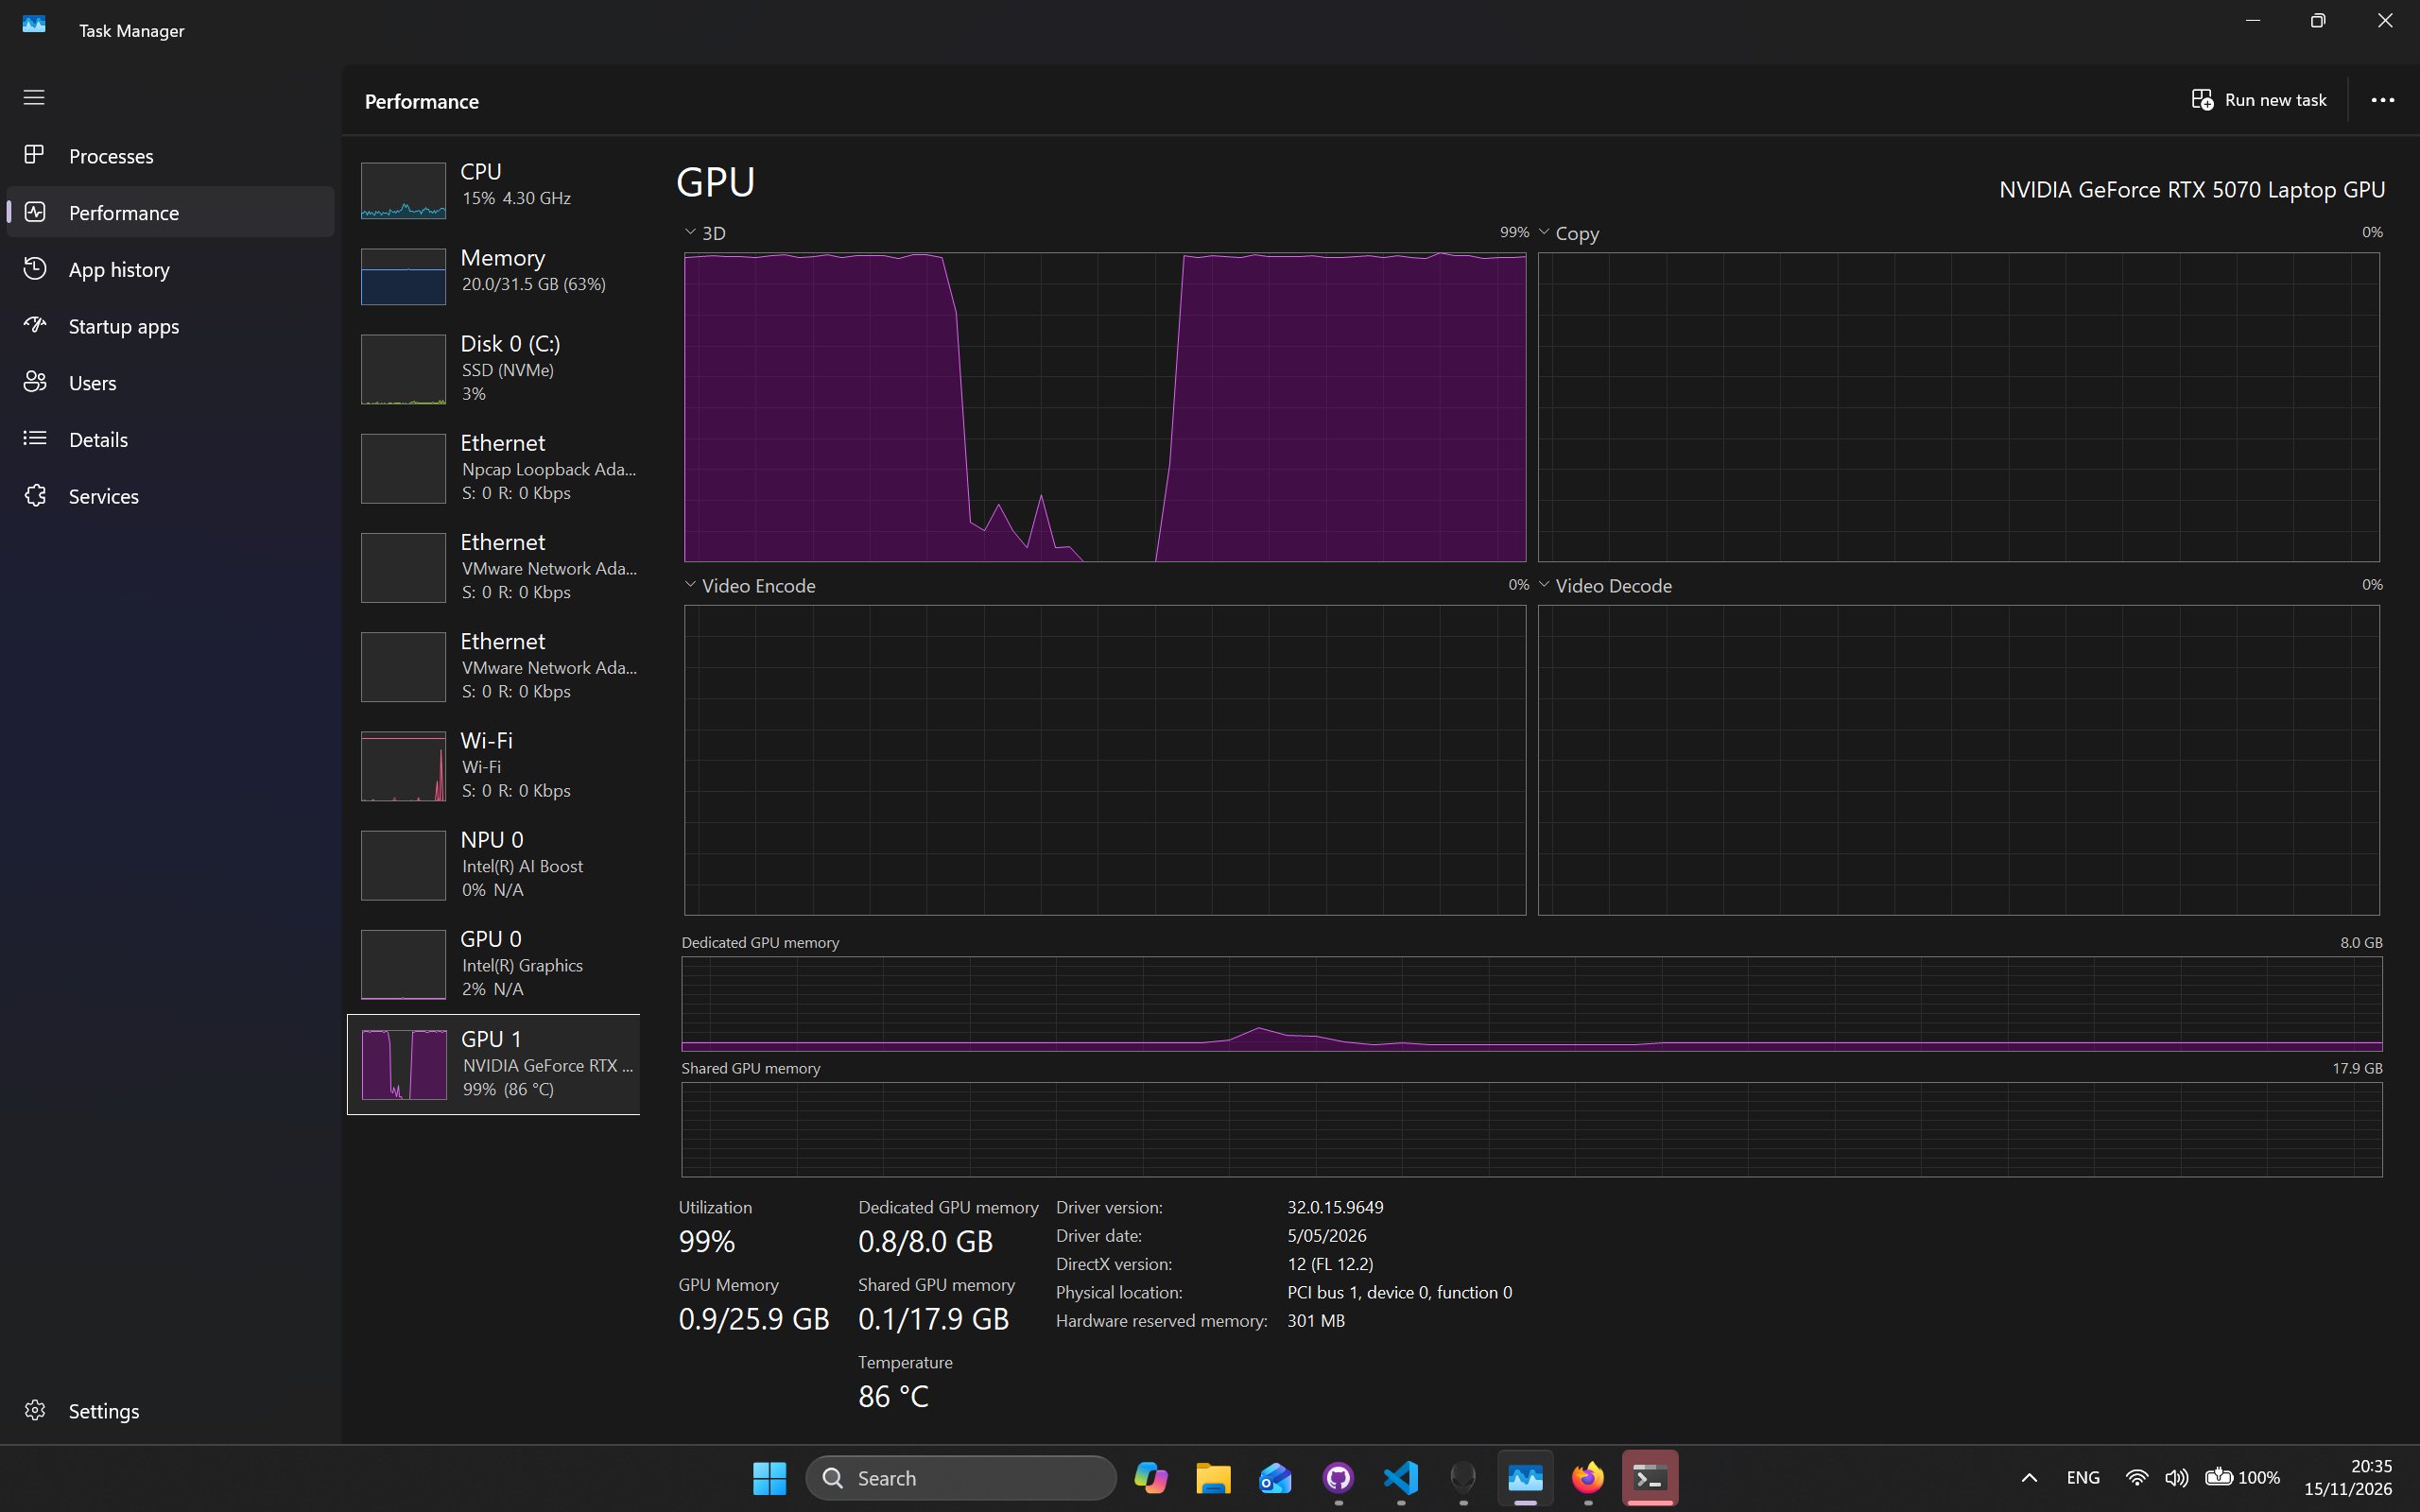 Task Manager
Processes
Performance
App history
Startup apps
Users
Details
Services
Settings
Performance
Run new task
CPU
15% 4.30 GHz
Memory
20.0/31.5 GB (63%)
Disk 0 (C:)
SSD (NVMe)
3%
Ethernet
Npcap Loopback Ada...
S: 0 R: 0 Kbps
Ethernet
VMware Network Ada...
S: 0 R: 0 Kbps
Ethernet
VMware Network Ada...
S: 0 R: 0 Kbps
Wi-Fi
Wi-Fi
S: 0 R: 0 Kbps
NPU 0
Intel(R) AI Boost
0% N/A
GPU 0
Intel(R) Graphics
2% N/A
GPU 1
NVIDIA GeForce RTX ...
99% (86 °C)
GPU
NVIDIA GeForce RTX 5070 Laptop GPU
3D 99%
Copy 0%
Video Encode 0%
Video Decode 0%
Dedicated GPU memory 8.0 GB
Shared GPU memory 17.9 GB
Utilization
99%
GPU Memory
0.9/25.9 GB
Dedicated GPU memory
0.8/8.0 GB
Shared GPU memory
0.1/17.9 GB
Temperature
86 °C
Driver version: 32.0.15.9649
Driver date: 5/05/2026
DirectX version: 12 (FL 12.2)
Physical location: PCI bus 1, device 0, function 0
Hardware reserved memory: 301 MB
Search
ENG
100%
20:35
15/11/2026